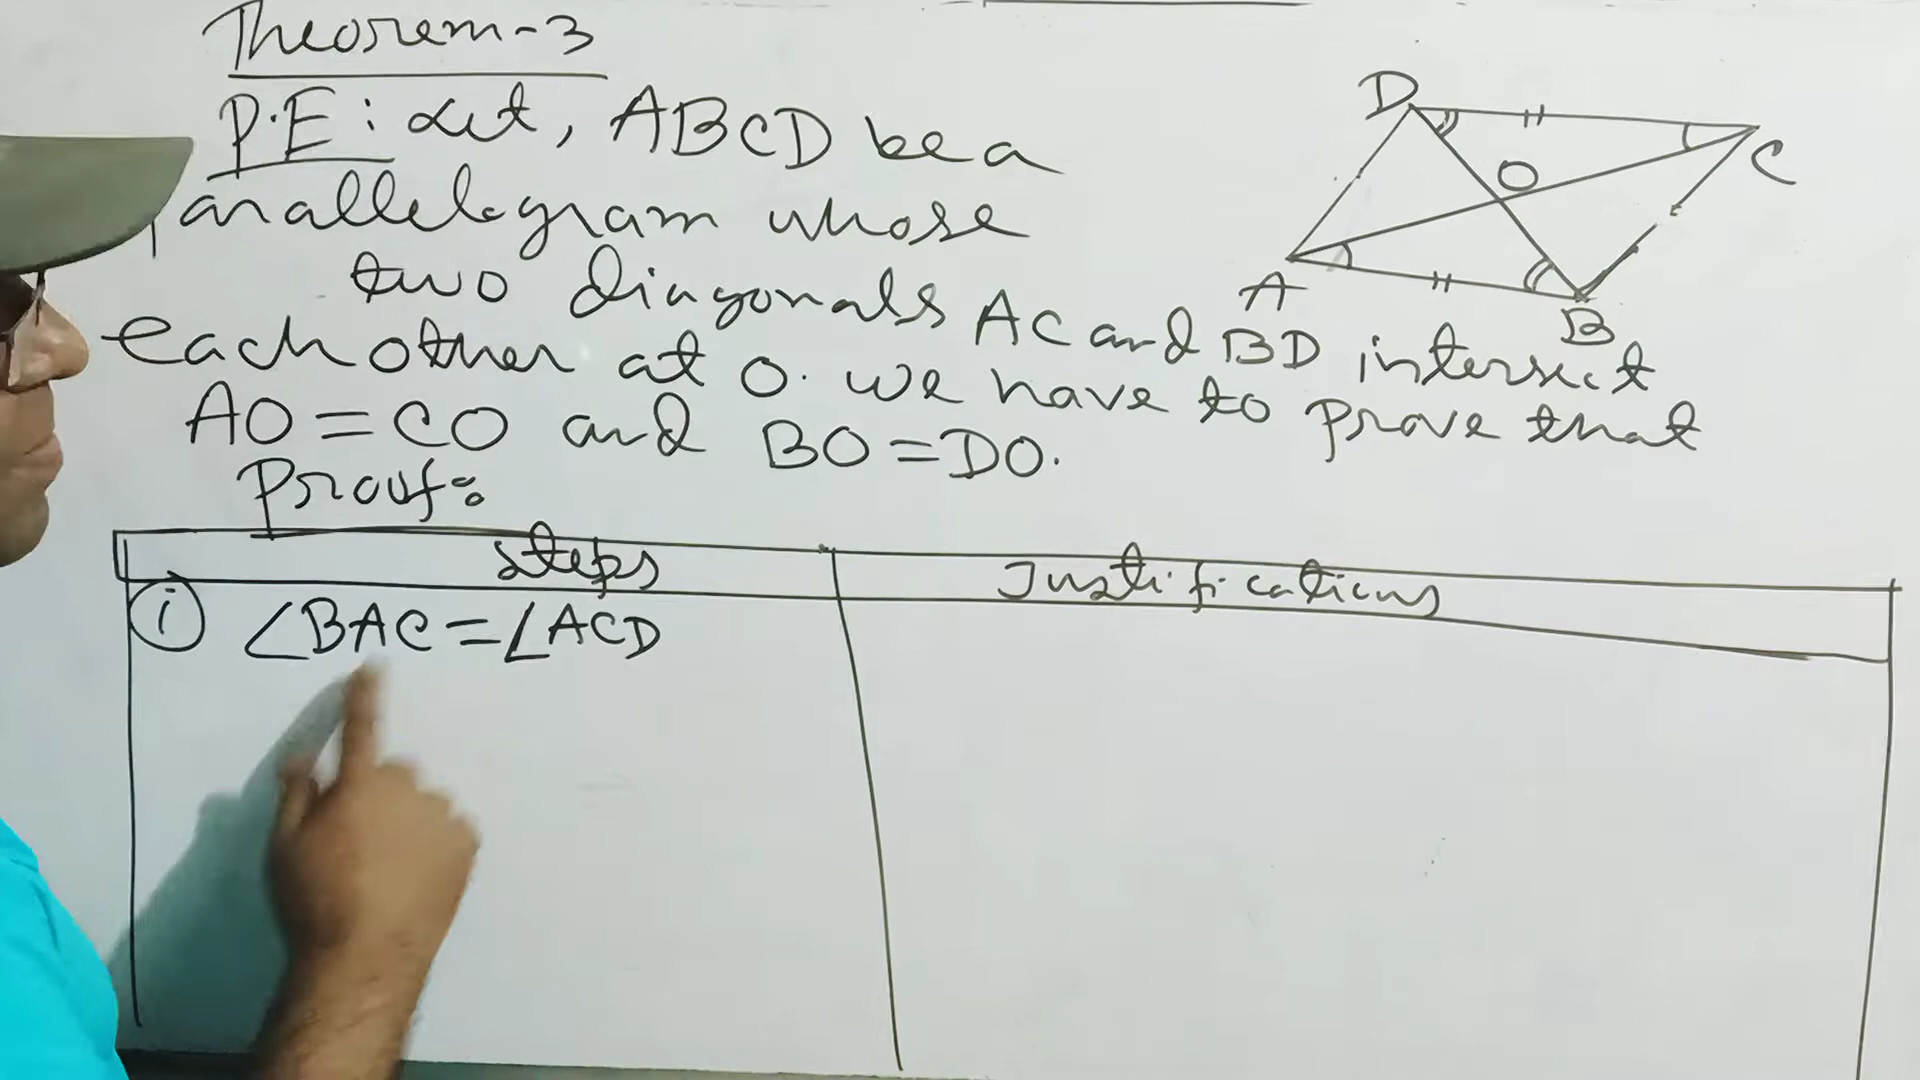 Theorem-3
P.E: Let, ABCD be a
parallelogram whose
two diagonals AC and BD intersect
each other at O. we have to prove that
AO = CO and BO = DO.
Proof:
Steps
Justifications
i ∠BAC = ∠ACD
D
C
O
A
B